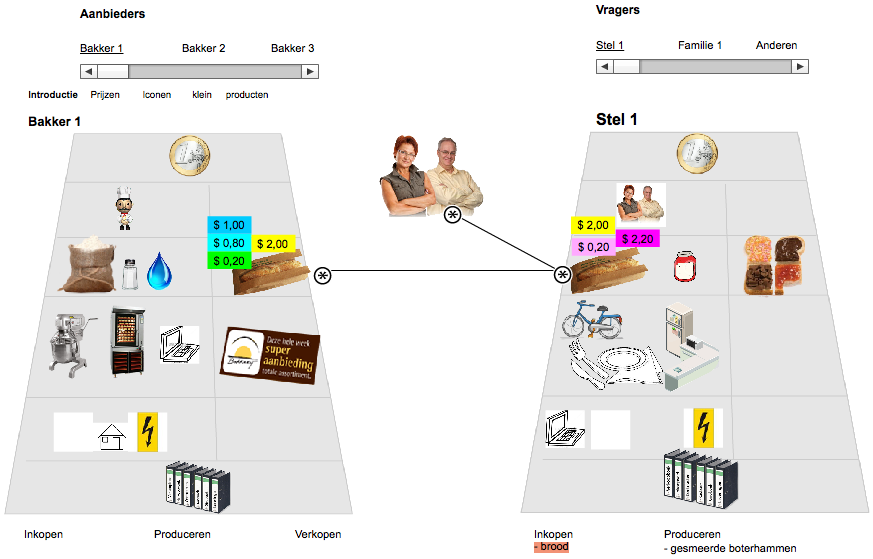 Aanbieders
Vragers
Bakker 1
Bakker 2
Bakker 3
Stel 1
Familie 1
Anderen
Introductie
Prijzen
Iconen
klein
producten
Bakker 1
Stel 1
$ 1,00
$ 0,80
$ 2,00
$ 0,20
$ 2,00
$ 2,20
$ 0,20
Deze hele week
super
aanbieding
totale assortiment.
Inkopen
Produceren
Verkopen
Inkopen
- brood
Produceren
- gesmeerde boterhammen